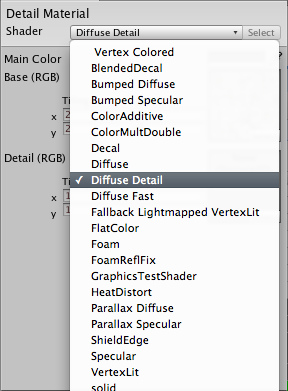 Detail Material
Shader
Diffuse Detail
Select
Main Color
Base (RGB)
Ti
x 2
y 2
Detail (RGB)
Ti
x 1
y 1
Vertex Colored
BlendedDecal
Bumped Diffuse
Bumped Specular
ColorAdditive
ColorMultDouble
Decal
Diffuse
✓ Diffuse Detail
Diffuse Fast
Fallback Lightmapped VertexLit
FlatColor
Foam
FoamReflFix
GraphicsTestShader
HeatDistort
Parallax Diffuse
Parallax Specular
ShieldEdge
Specular
VertexLit
solid